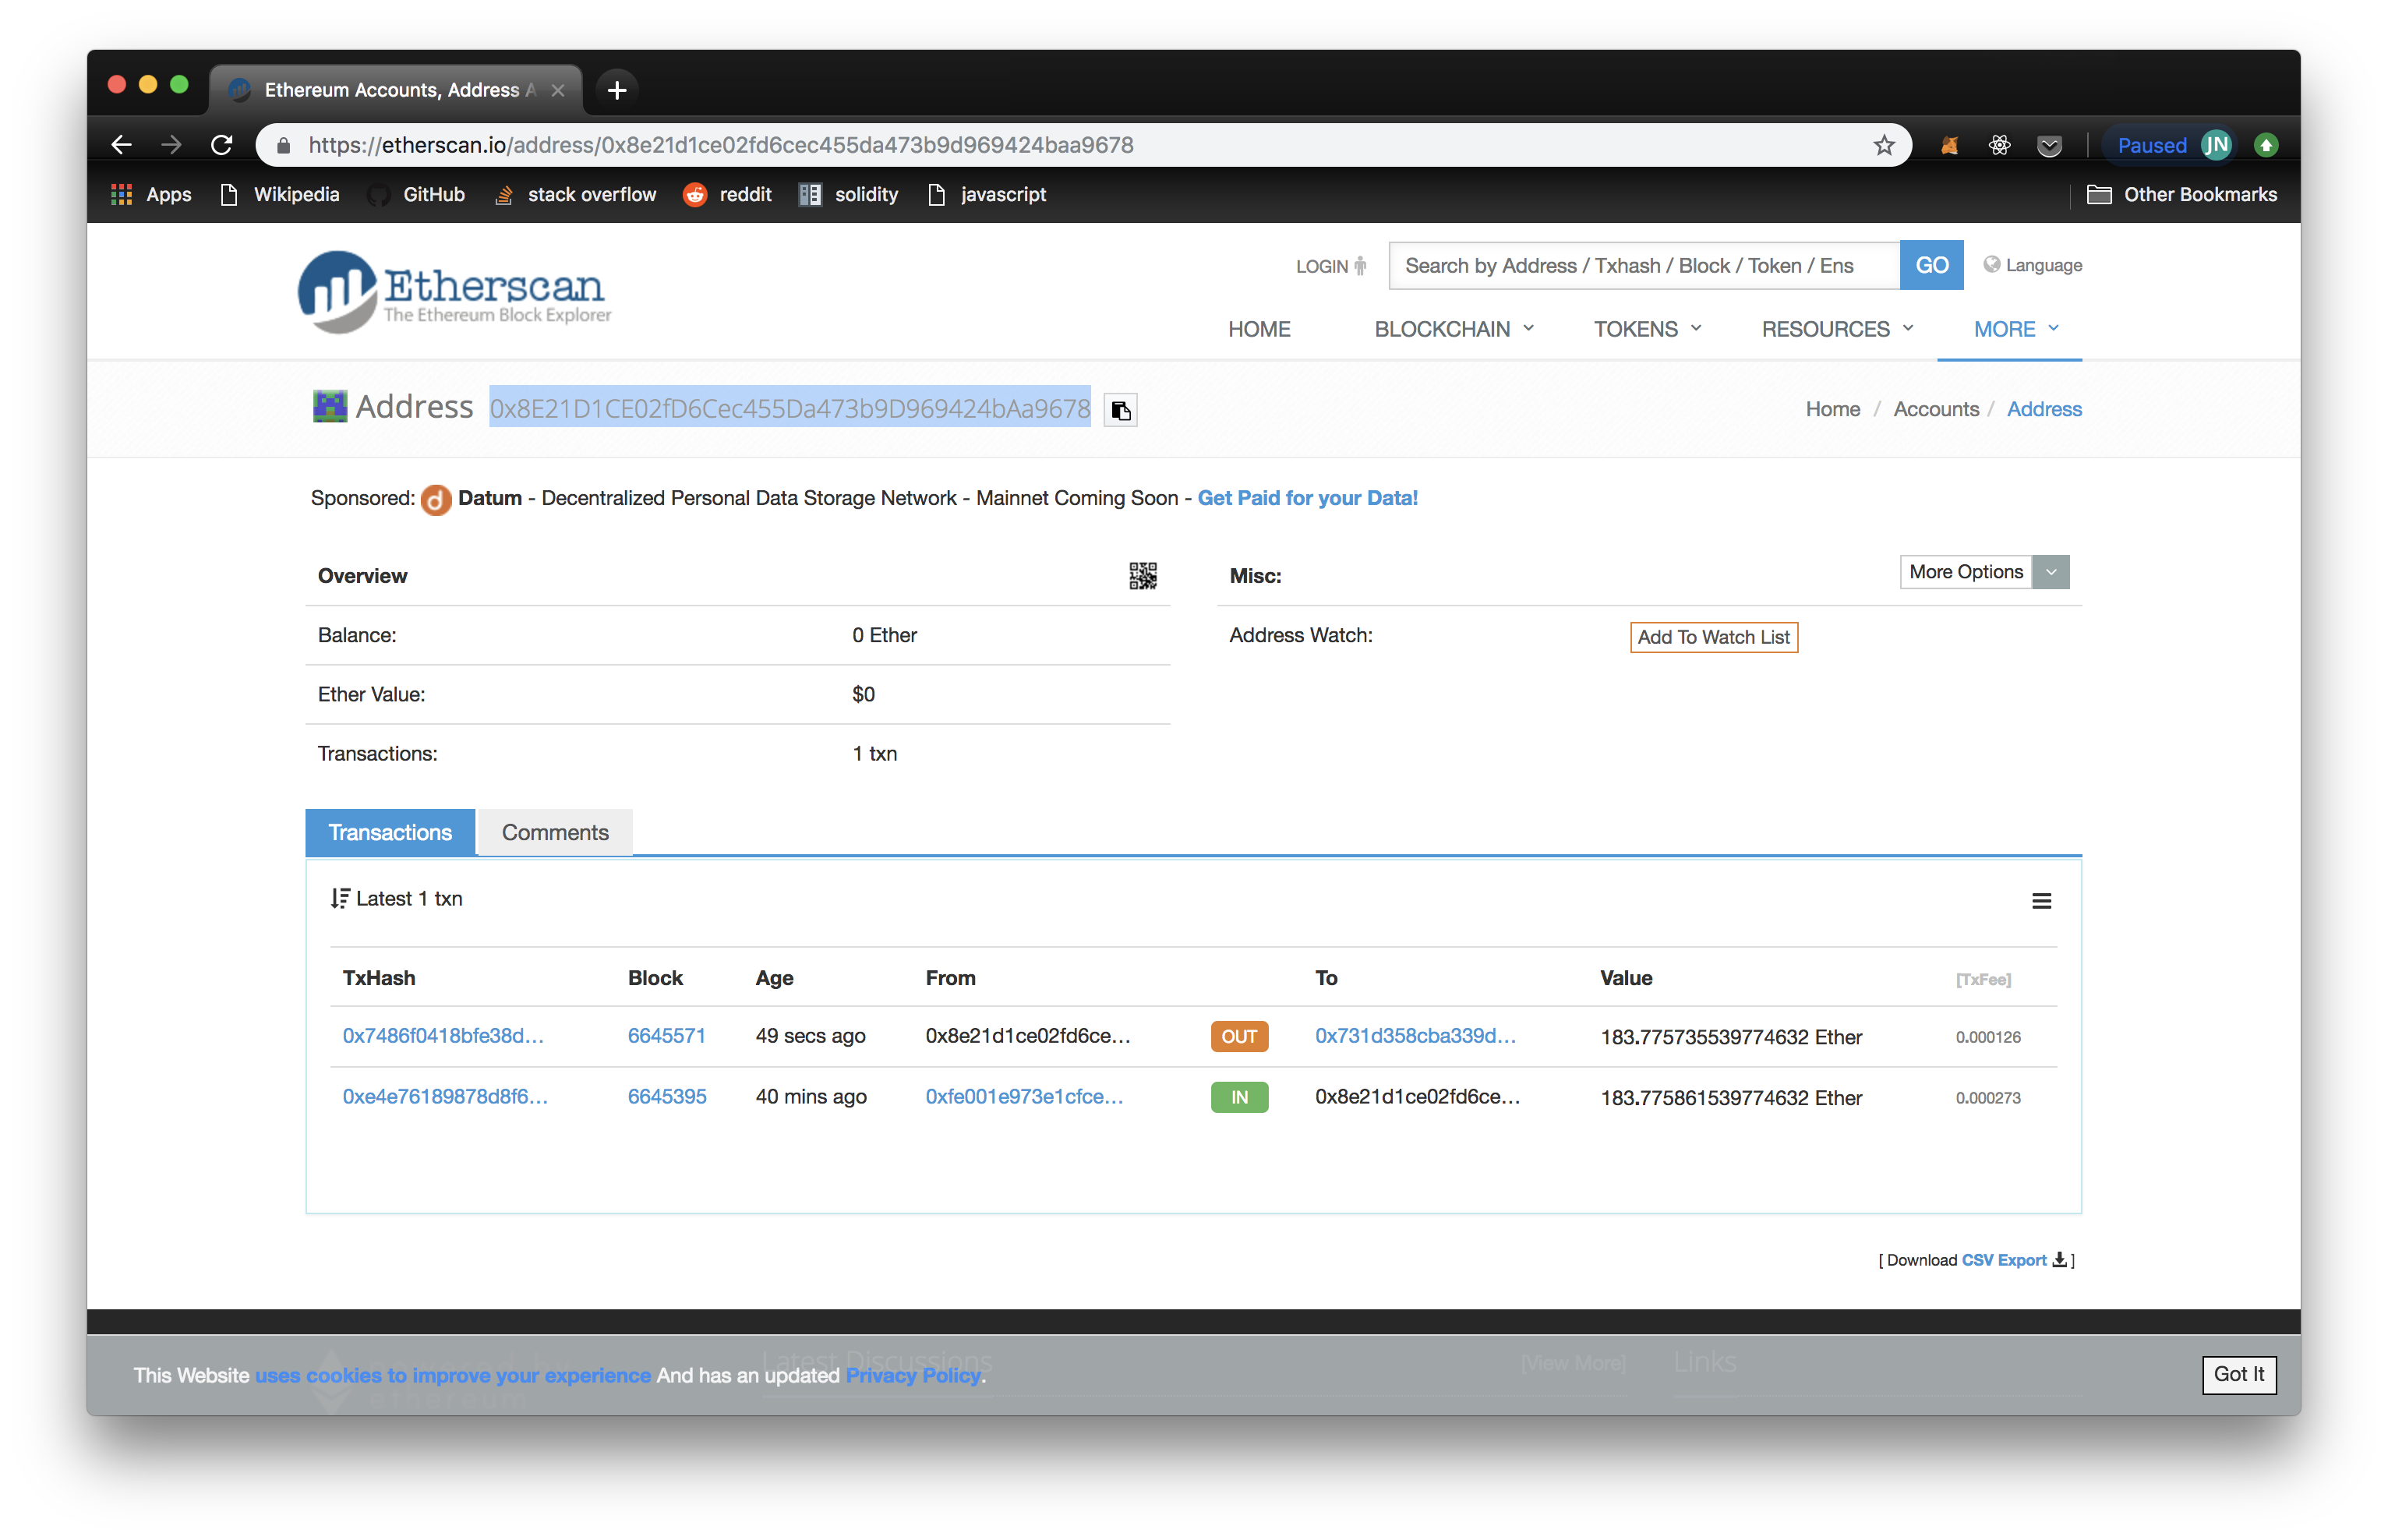 Ethereum Accounts, Address A
https://etherscan.io/address/0x8e21d1ce02fd6cec455da473b9d969424baa9678
Paused JN
Apps Wikipedia GitHub stack overflow reddit solidity javascript Other Bookmarks
Etherscan
The Ethereum Block Explorer
LOGIN Search by Address / Txhash / Block / Token / Ens GO Language
HOME BLOCKCHAIN TOKENS RESOURCES MORE
Address 0x8E21D1CE02fD6Cec455Da473b9D969424bAa9678
Home / Accounts / Address
Sponsored: Datum - Decentralized Personal Data Storage Network - Mainnet Coming Soon - Get Paid for your Data!
Overview
Balance: 0 Ether
Ether Value: $0
Transactions: 1 txn
Misc: More Options
Address Watch: Add To Watch List
Transactions Comments
Latest 1 txn
TxHash Block Age From To Value [TxFee]
0x7486f0418bfe38d... 6645571 49 secs ago 0x8e21d1ce02fd6ce... OUT 0x731d358cba339d... 183.775735539774632 Ether 0.000126
0xe4e76189878d8f6... 6645395 40 mins ago 0xfe001e973e1cfce... IN 0x8e21d1ce02fd6ce... 183.775861539774632 Ether 0.000273
[ Download CSV Export ]
Latest Discussions [View More] Links
This Website uses cookies to improve your experience And has an updated Privacy Policy.
Got It